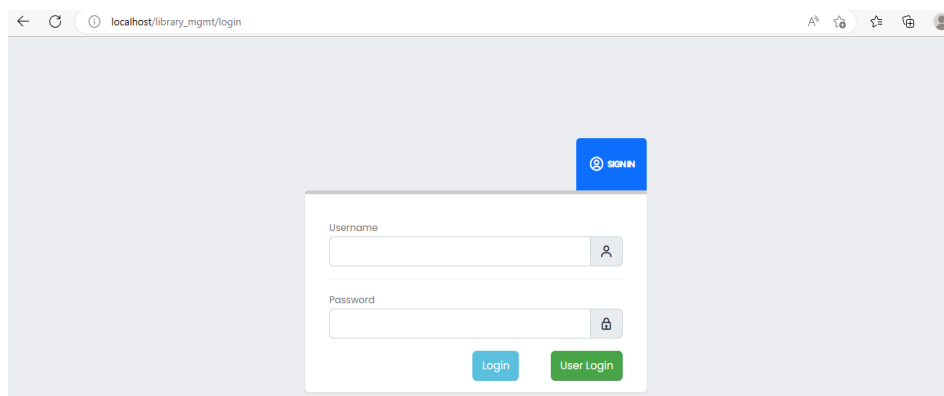 localhost/library_mgmt/login
SIGN IN
Username
Password
Login
User Login